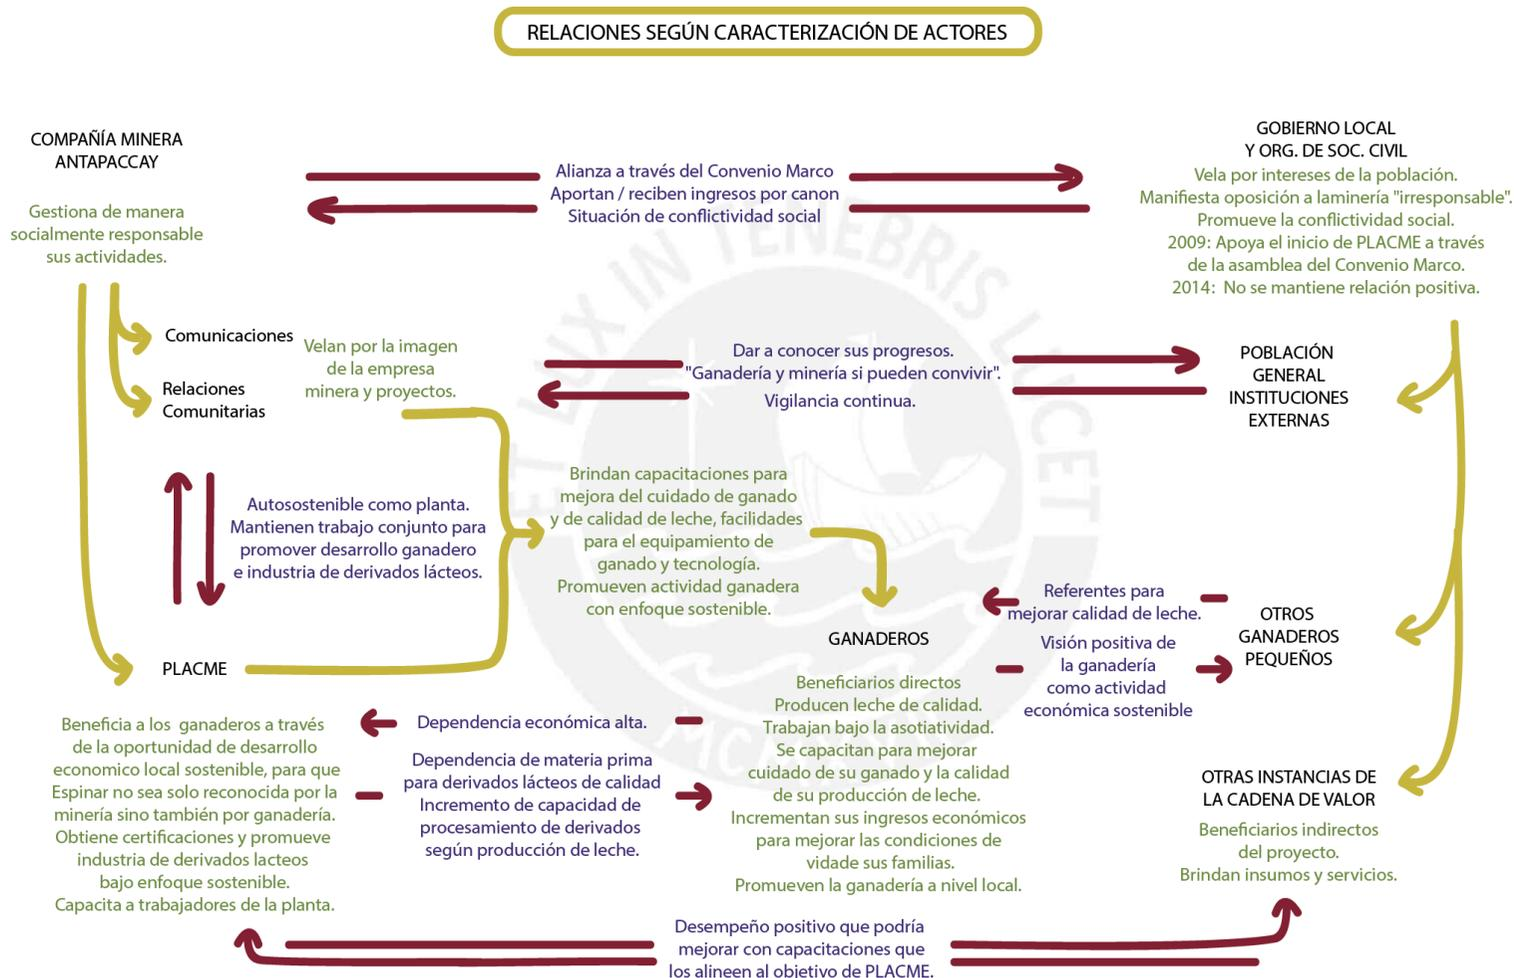 RELACIONES SEGÚN CARACTERIZACIÓN DE ACTORES
COMPAÑÍA MINERA
ANTAPACCAY
Gestiona de manera
socialmente responsable
sus actividades.
Alianza a través del Convenio Marco
Aportan / reciben ingresos por canon
Situación de conflictividad social
GOBIERNO LOCAL
Y ORG. DE SOC. CIVIL
Vela por intereses de la población.
Manifiesta oposición a laminería "irresponsable".
Promueve la conflictividad social.
2009: Apoya el inicio de PLACME a través
de la asamblea del Convenio Marco.
2014: No se mantiene relación positiva.
Comunicaciones
Relaciones
Comunitarias
Velan por la imagen
de la empresa
minera y proyectos.
Dar a conocer sus progresos.
"Ganadería y minería si pueden convivir".
Vigilancia continua.
POBLACIÓN
GENERAL
INSTITUCIONES
EXTERNAS
Autosostenible como planta.
Mantienen trabajo conjunto para
promover desarrollo ganadero
e industria de derivados lácteos.
Brindan capacitaciones para
mejora del cuidado de ganado
y de calidad de leche, facilidades
para el equipamiento de
ganado y tecnología.
Promueven actividad ganadera
con enfoque sostenible.
GANADEROS
Referentes para
mejorar calidad de leche.
Visión positiva de
la ganadería
como actividad
económica sostenible
OTROS
GANADEROS
PEQUEÑOS
PLACME
Beneficia a los ganaderos a través
de la oportunidad de desarrollo
economico local sostenible, para que
Espinar no sea solo reconocida por la
minería sino también por ganadería.
Obtiene certificaciones y promueve
industria de derivados lacteos
bajo enfoque sostenible.
Capacita a trabajadores de la planta.
Dependencia económica alta.
Dependencia de materia prima
para derivados lácteos de calidad
Incremento de capacidad de
procesamiento de derivados
según producción de leche.
Beneficiarios directos
Producen leche de calidad.
Trabajan bajo la asotiatividad.
Se capacitan para mejorar
cuidado de su ganado y la calidad
de su producción de leche.
Incrementan sus ingresos económicos
para mejorar las condiciones de
vidade sus familias.
Promueven la ganadería a nivel local.
OTRAS INSTANCIAS DE
LA CADENA DE VALOR
Beneficiarios indirectos
del proyecto.
Brindan insumos y servicios.
Desempeño positivo que podría
mejorar con capacitaciones que
los alineen al objetivo de PLACME.
ET LUX IN TENEBRIS LUCET